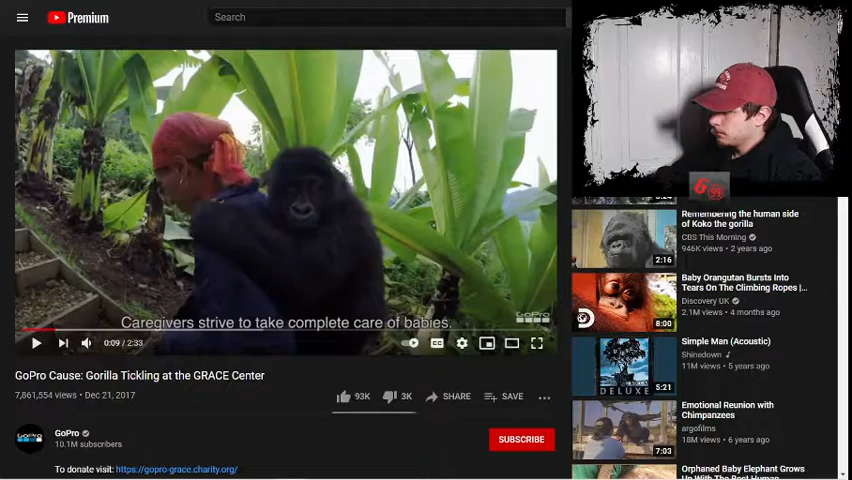 Premium
Search
Caregivers strive to take complete care of babies.
GoPro
0:09 / 2:33
CC
GoPro Cause: Gorilla Tickling at the GRACE Center
7,861,554 views • Dec 21, 2017
93K
3K
SHARE
SAVE
GoPro
10.1M subscribers
SUBSCRIBE
To donate visit: https://gopro-grace.charity.org/
6
99
Remembering the human side
of Koko the gorilla
CBS This Morning
946K views • 2 years ago
2:16
Baby Orangutan Bursts Into
Tears On The Climbing Ropes |...
Discovery UK
2.1M views • 4 months ago
8:00
Simple Man (Acoustic)
Shinedown
11M views • 5 years ago
DELUXE
5:21
Emotional Reunion with
Chimpanzees
argofilms
18M views • 6 years ago
7:03
Orphaned Baby Elephant Grows